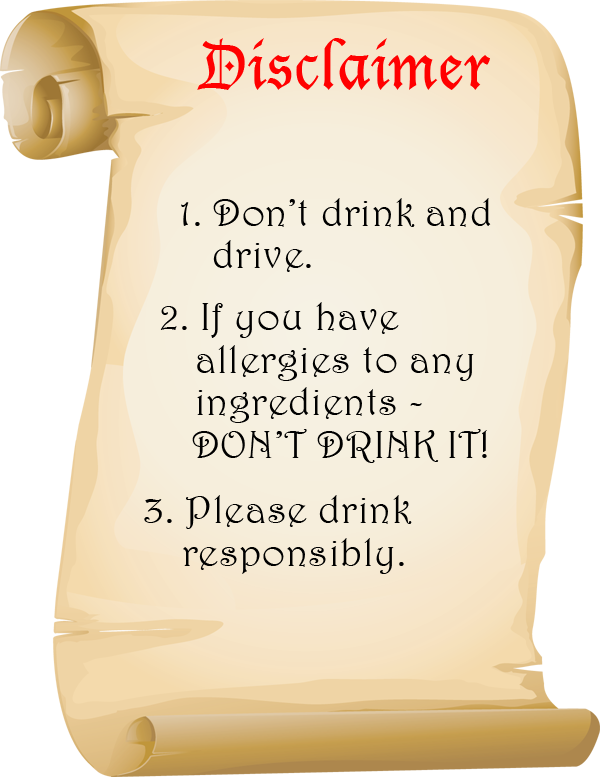 Disclaimer
1. Don't drink and
drive.
2. If you have
allergies to any
ingredients -
DON'T DRINK IT!
3. Please drink
responsibly.